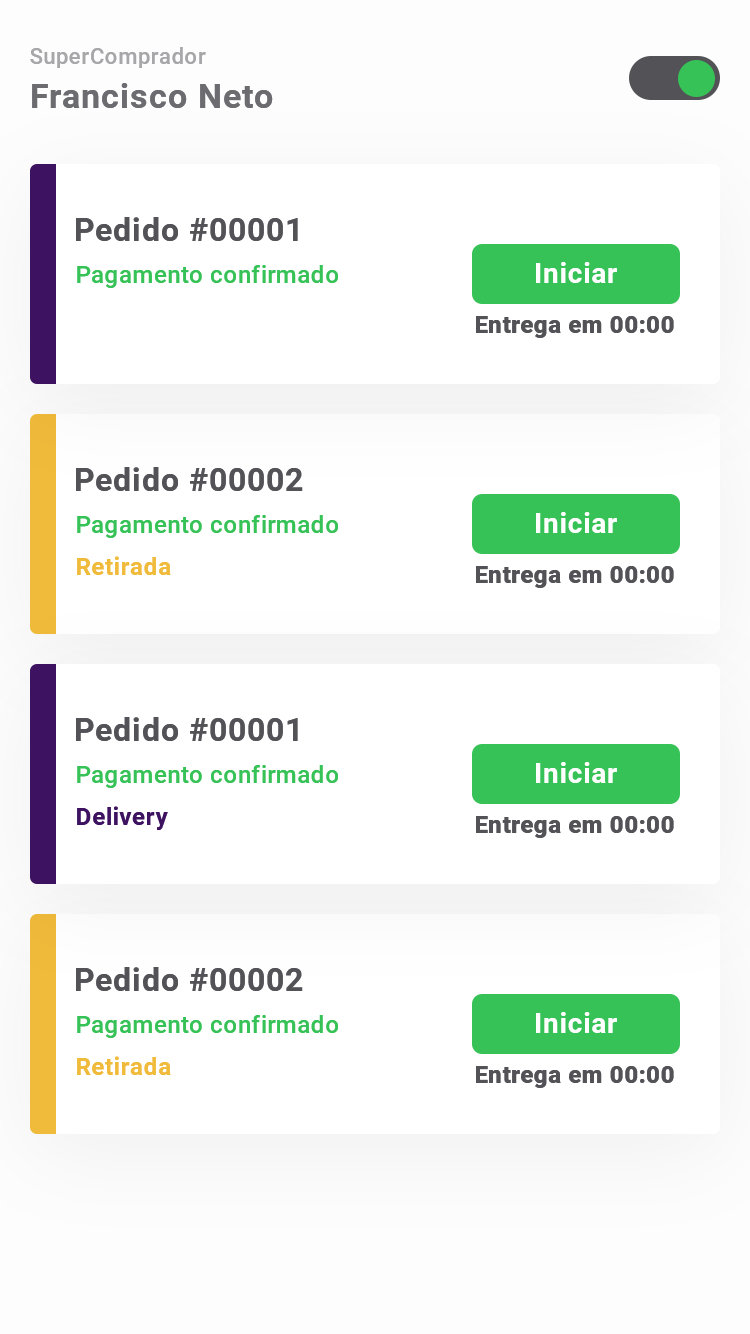 SuperComprador
Francisco Neto
Pedido #00001
Pagamento confirmado
Iniciar
Entrega em 00:00
Pedido #00002
Pagamento confirmado
Retirada
Iniciar
Entrega em 00:00
Pedido #00001
Pagamento confirmado
Delivery
Iniciar
Entrega em 00:00
Pedido #00002
Pagamento confirmado
Retirada
Iniciar
Entrega em 00:00